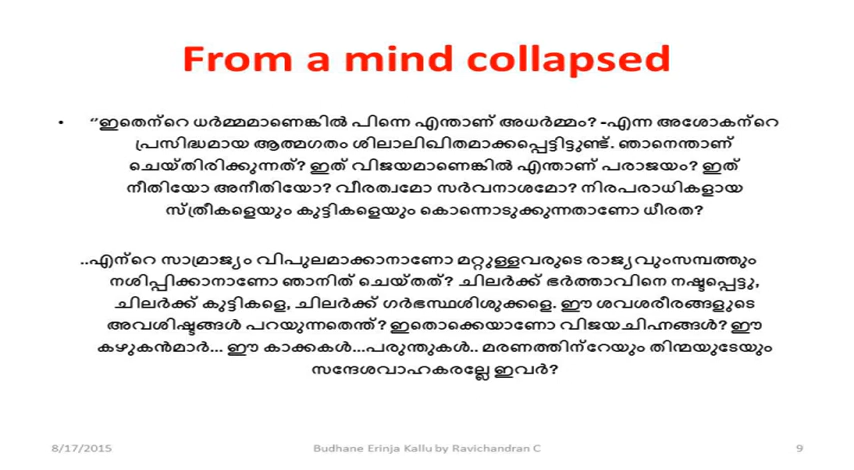 From a mind collapsed
• “ഇതെന്റെ ധർമ്മമാണെങ്കിൽ പിന്നെ എന്താണ് അധർമ്മം? -എന്ന അശോകന്റെ
പ്രസിദ്ധമായ ആത്മഗതം ശിലാലിഖിതമാക്കപ്പെട്ടിട്ടുണ്ട്. ഞാനെന്താണ്
ചെയ്തിരിക്കുന്നത്? ഇത് വിജയമാണെങ്കിൽ എന്താണ് പരാജയം? ഇത്
നീതിയോ അനീതിയോ? വീരത്വമോ സർവനാശമോ? നിരപരാധികളായ
സ്ത്രീകളെയും കുട്ടികളെയും കൊന്നൊടുക്കുന്നതാണോ ധീരത?
..എന്റെ സാമ്രാജ്യം വിപുലമാക്കാനാണോ മറ്റുള്ളവരുടെ രാജ്യവുംസമ്പത്തും
നശിപ്പിക്കാനാണോ ഞാനിത് ചെയ്തത്? ചിലർക്ക് ഭർത്താവിനെ നഷ്ടപ്പെട്ടു,
ചിലർക്ക് കുട്ടികളെ, ചിലർക്ക് ഗർഭസ്ഥശിശുക്കളെ. ഈ ശവശരീരങ്ങളുടെ
അവശിഷ്ടങ്ങൾ പറയുന്നതെന്ത്? ഇതൊക്കെയാണോ വിജയചിഹ്നങ്ങൾ? ഈ
കഴുകൻമാർ... ഈ കാക്കകൾ...പരുന്തുകൾ.. മരണത്തിന്റേയും തിന്മയുടേയും
സന്ദേശവാഹകരല്ലേ ഇവർ?
8/17/2015 Budhane Erinja Kallu by Ravichandran C 9